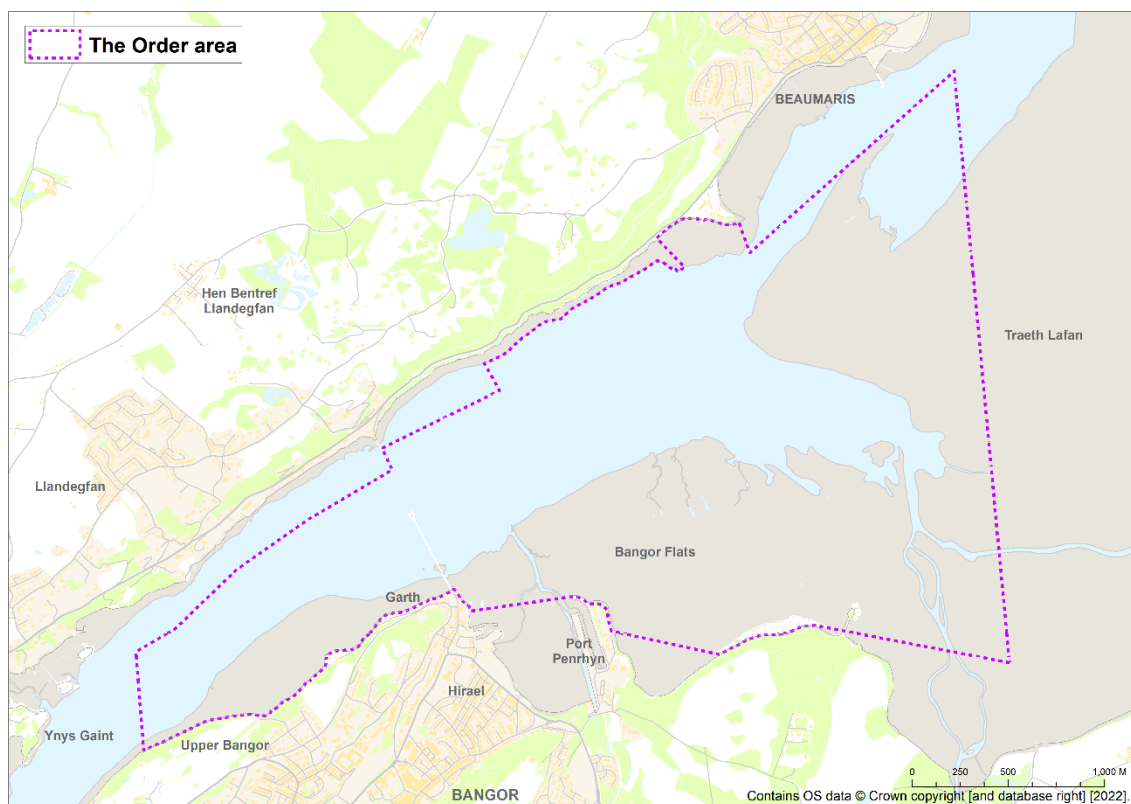 The Order area
BEAUMARIS
Hen Bentref
Llandegfan
Traeth Lafan
Llandegfan
Bangor Flats
Garth
Port
Penrhyn
Hirael
Ynys Gaint
Upper Bangor
BANGOR
0 250 500 1,000 M
Contains OS data © Crown copyright [and database right] [2022].